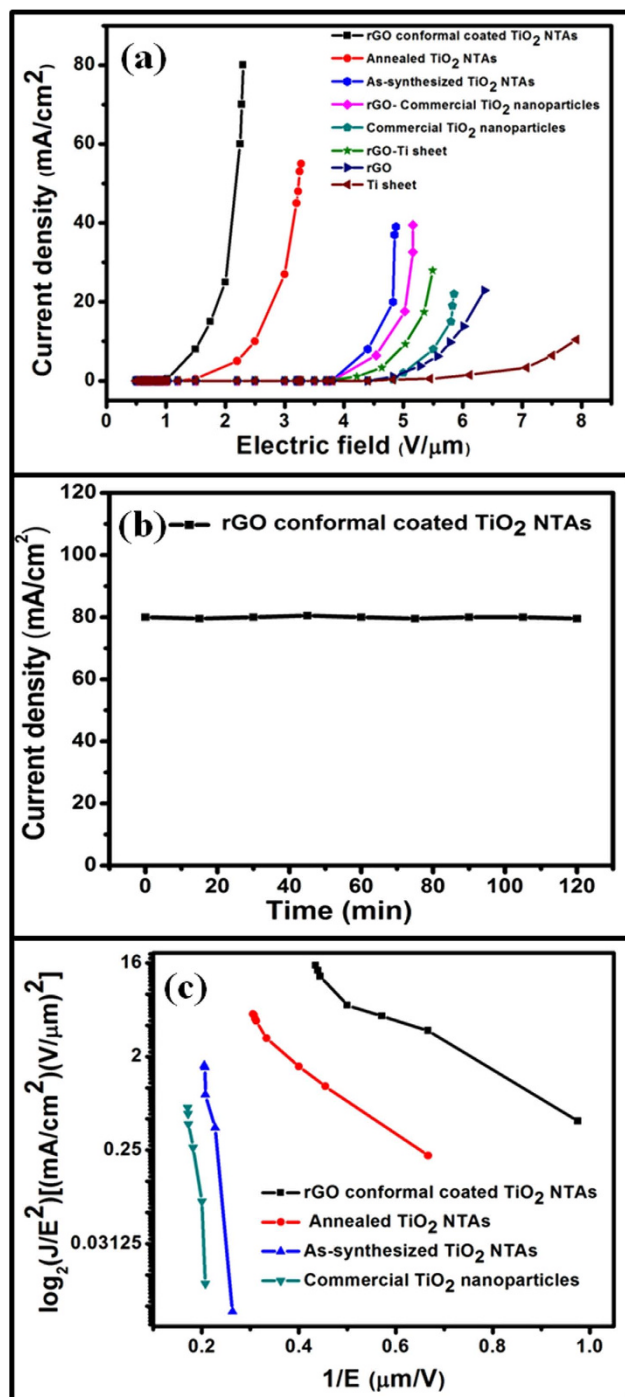 (a)
rGO conformal coated TiO₂ NTAs
Annealed TiO₂ NTAs
As-synthesized TiO₂ NTAs
rGO- Commercial TiO₂ nanoparticles
Commercial TiO₂ nanoparticles
rGO-Ti sheet
rGO
Ti sheet
Current density (mA/cm²)
80
60
40
20
0
0 1 2 3 4 5 6 7 8
Electric field (V/μm)
(b)
rGO conformal coated TiO₂ NTAs
Current density (mA/cm²)
120
100
80
60
40
20
0
0 20 40 60 80 100 120
Time (min)
(c)
log₂(J/E²)[(mA/cm²)(V/μm)²]
16
2
0.25
0.03125
rGO conformal coated TiO₂ NTAs
Annealed TiO₂ NTAs
As-synthesized TiO₂ NTAs
Commercial TiO₂ nanoparticles
0.2 0.4 0.6 0.8 1.0
1/E (μm/V)